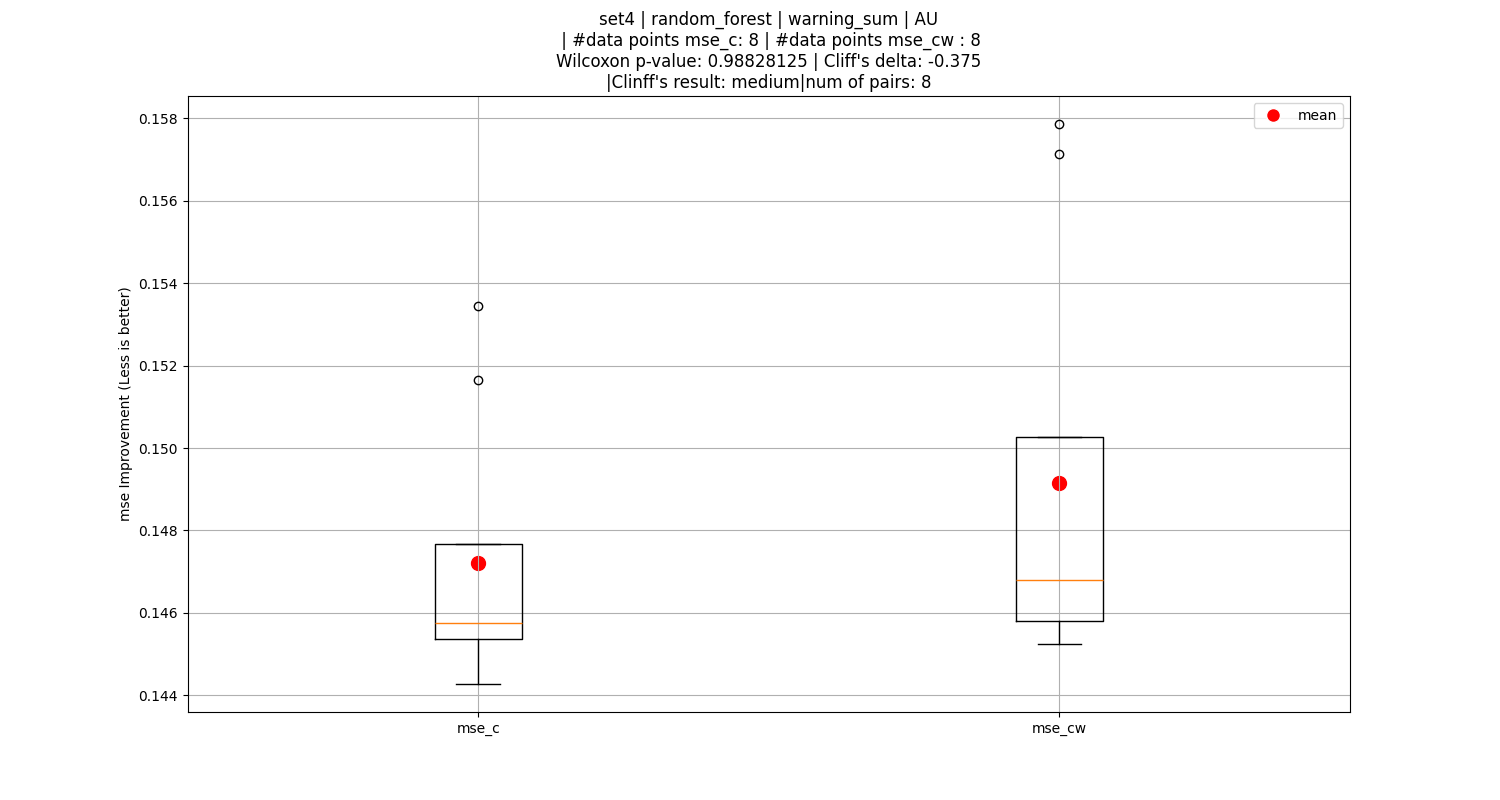 set4 | random_forest | warning_sum | AU
| #data points mse_c: 8 | #data points mse_cw : 8
Wilcoxon p-value: 0.98828125 | Cliff's delta: -0.375
|Clinff's result: medium|num of pairs: 8
mean
mse Improvement (Less is better)
0.158
0.156
0.154
0.152
0.150
0.148
0.146
0.144
mse_c
mse_cw